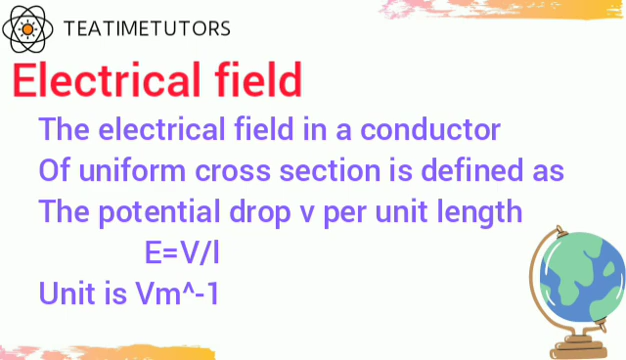 TEATIMETUTORS
Electrical field
The electrical field in a conductor
Of uniform cross section is defined as
The potential drop v per unit length
E=V/l
Unit is Vm^-1